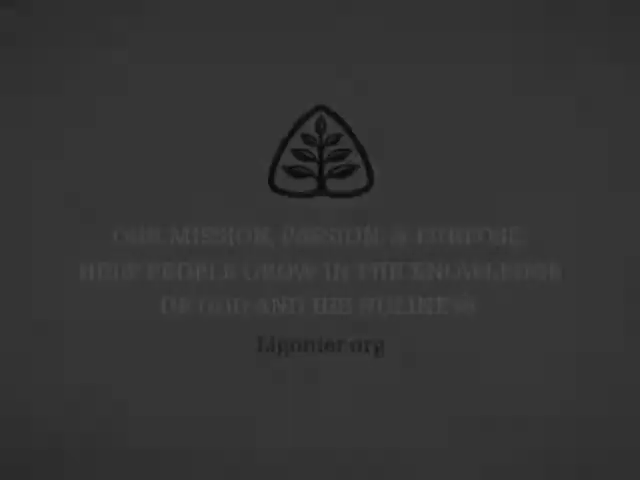 OUR MISSION, PASSION & PURPOSE:
HELP PEOPLE GROW IN THE KNOWLEDGE
OF GOD AND HIS HOLINESS
Ligonier.org